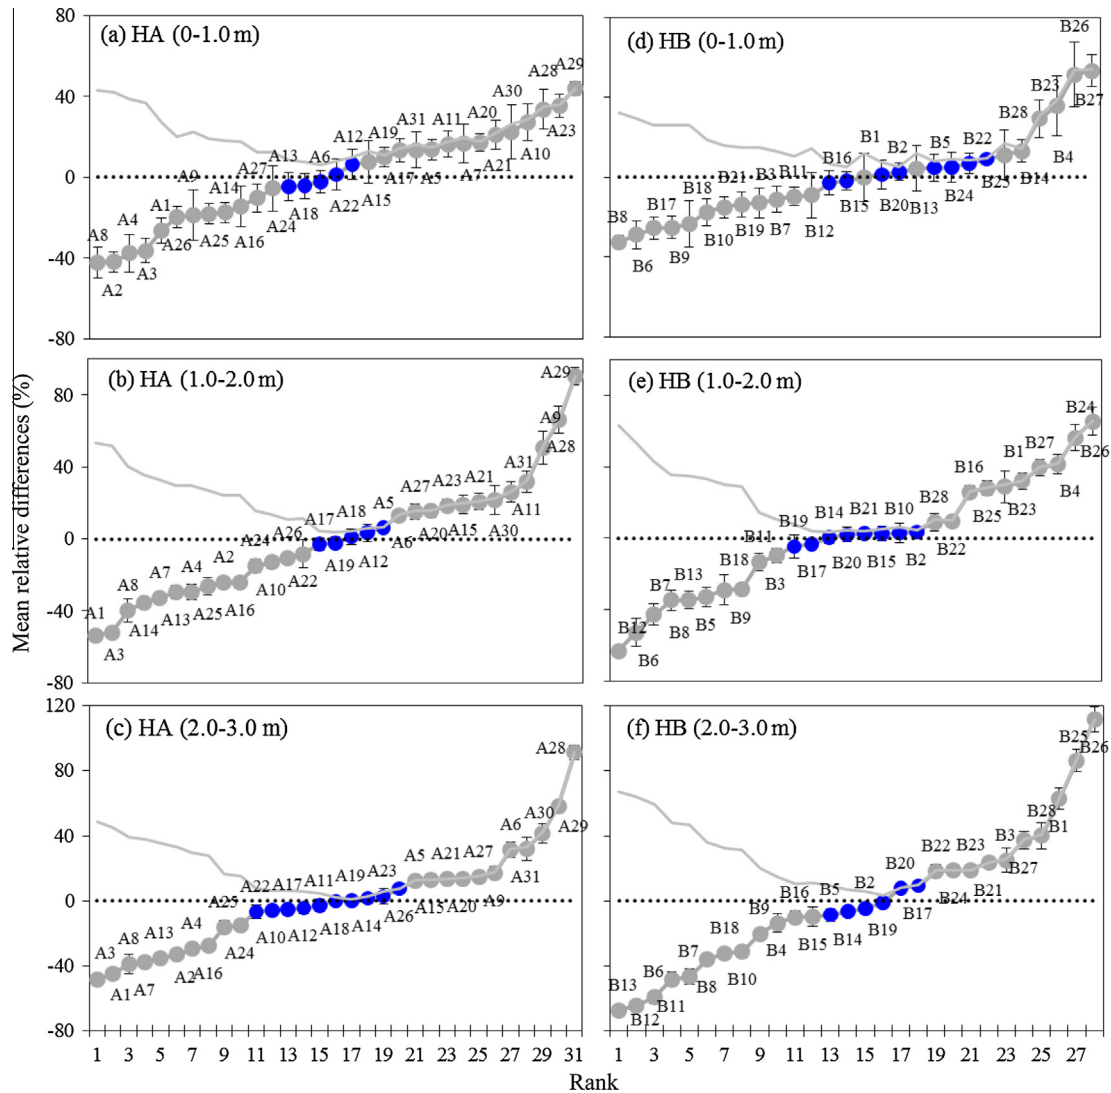 Mean relative differences (%)
(a) HA (0-1.0 m)
80
40
0
-40
-80
A8
A2
A4
A3
A1
A26
A9
A25
A14
A16
A27
A24
A13
A18
A6
A22
A12
A15
A19
A17
A31
A5
A11
A7
A20
A21
A30
A10
A28
A23
A29
(d) HB (0-1.0 m)
B8
B6
B17
B9
B18
B10
B21
B19
B3
B7
B11
B12
B16
B15
B1
B20
B2
B13
B5
B24
B22
B25
B28
B14
B23
B4
B26
B27
(b) HA (1.0-2.0 m)
80
40
0
-40
-80
A1
A3
A8
A14
A7
A13
A4
A25
A2
A16
A24
A10
A26
A22
A17
A19
A18
A12
A5
A6
A27
A20
A23
A15
A21
A30
A31
A11
A9
A28
A29
(e) HB (1.0-2.0 m)
B12
B6
B7
B8
B13
B5
B18
B9
B11
B3
B19
B17
B14
B20
B21
B15
B10
B2
B28
B22
B16
B25
B1
B23
B27
B4
B24
B26
(c) HA (2.0-3.0 m)
120
80
40
0
-40
-80
A3
A1
A8
A7
A13
A2
A4
A16
A25
A24
A22
A10
A17
A12
A11
A18
A19
A14
A23
A26
A5
A15
A21
A20
A27
A9
A6
A31
A30
A29
A28
1 3 5 7 9 11 13 15 17 19 21 23 25 27 29 31
(f) HB (2.0-3.0 m)
B13
B12
B6
B11
B7
B8
B18
B10
B9
B4
B16
B15
B5
B14
B2
B19
B20
B17
B22
B24
B23
B21
B3
B27
B28
B1
B25
B26
1 3 5 7 9 11 13 15 17 19 21 23 25 27
Rank